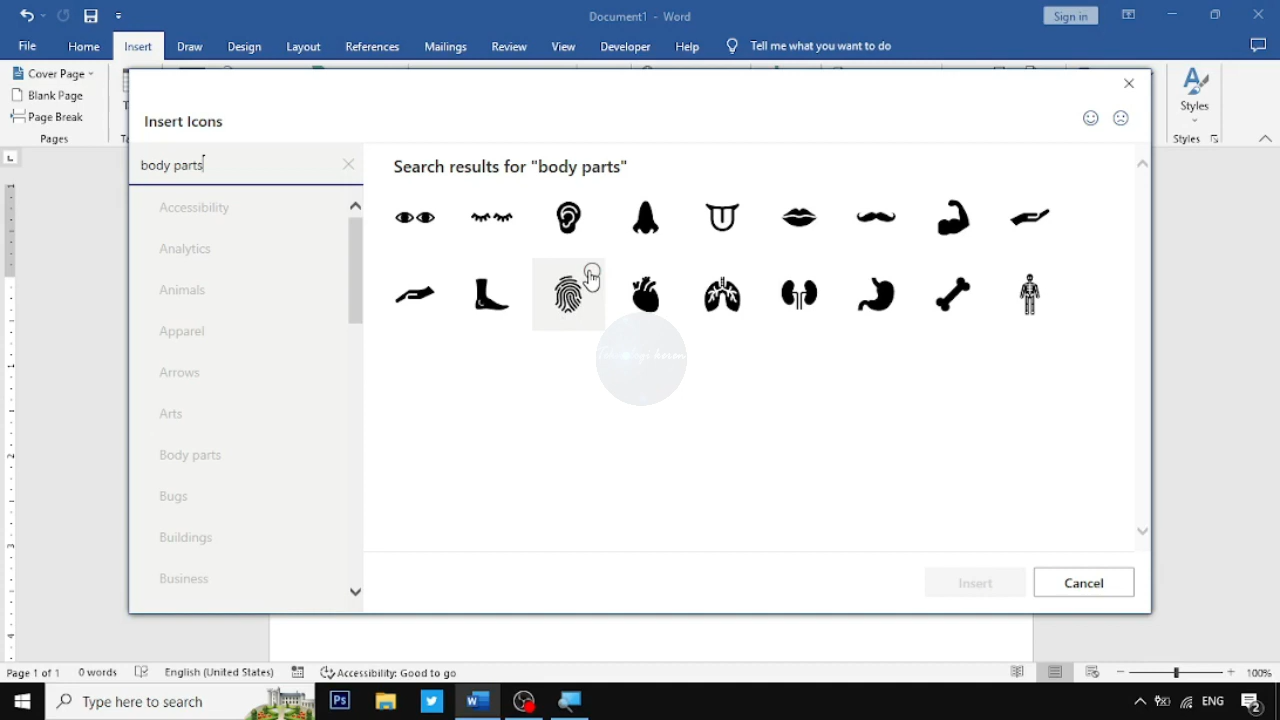 Document1 - Word
Sign in
File Home Insert Draw Design Layout References Mailings Review View Developer Help Tell me what you want to do
Cover Page
Blank Page
Page Break
Pages
Styles
Styles
Insert Icons
body parts
Search results for "body parts"
Accessibility
Analytics
Animals
Apparel
Arrows
Arts
Body parts
Bugs
Buildings
Business
Insert Cancel
Page 1 of 1 0 words English (United States) Accessibility: Good to go 100%
Type here to search
Ps
ENG
2